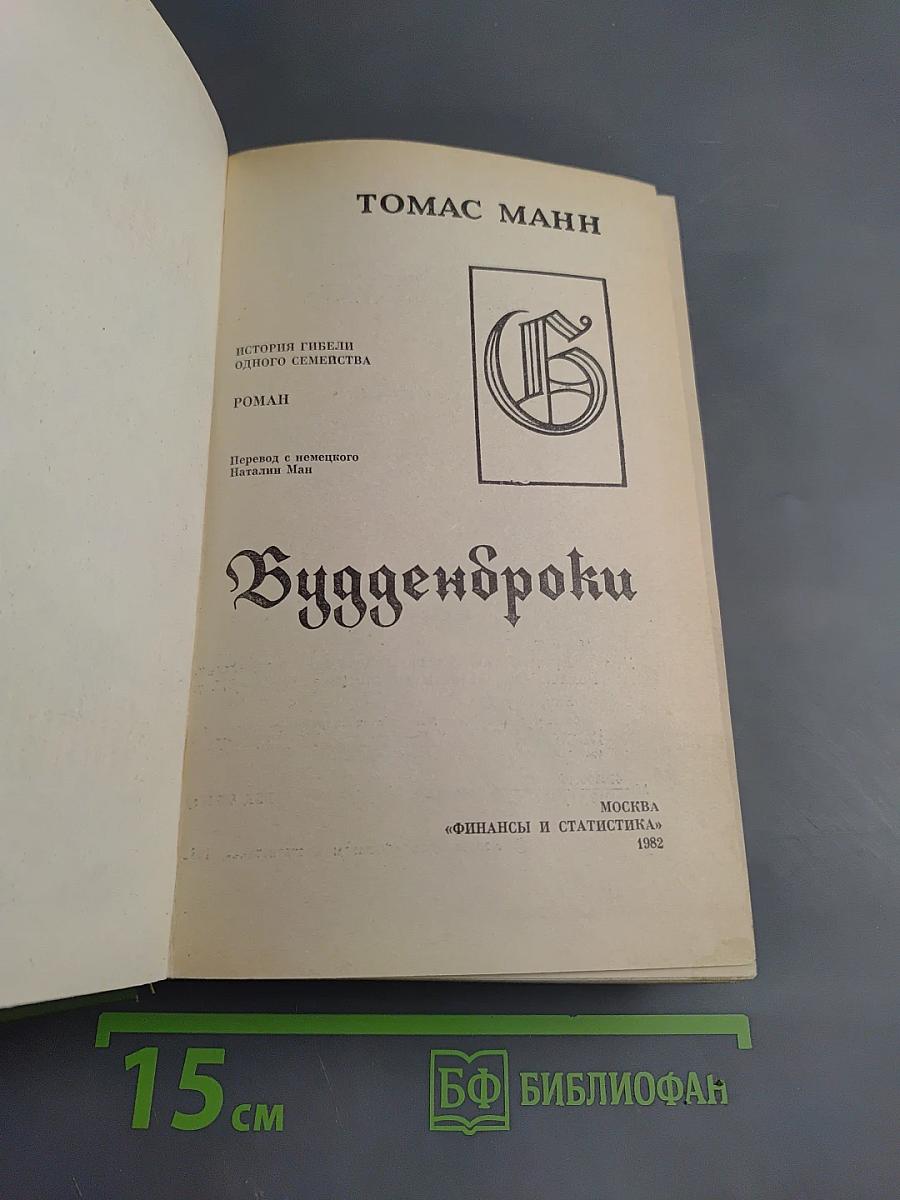 ТОМАС МАНН
Б
ИСТОРИЯ ГИБЕЛИ
ОДНОГО СЕМЕЙСТВА
РОМАН
Перевод с немецкого
Наталии Ман
Будденброки
МОСКВА
«ФИНАНСЫ И СТАТИСТИКА»
1982
15 см
БФ БИБЛИОФАН